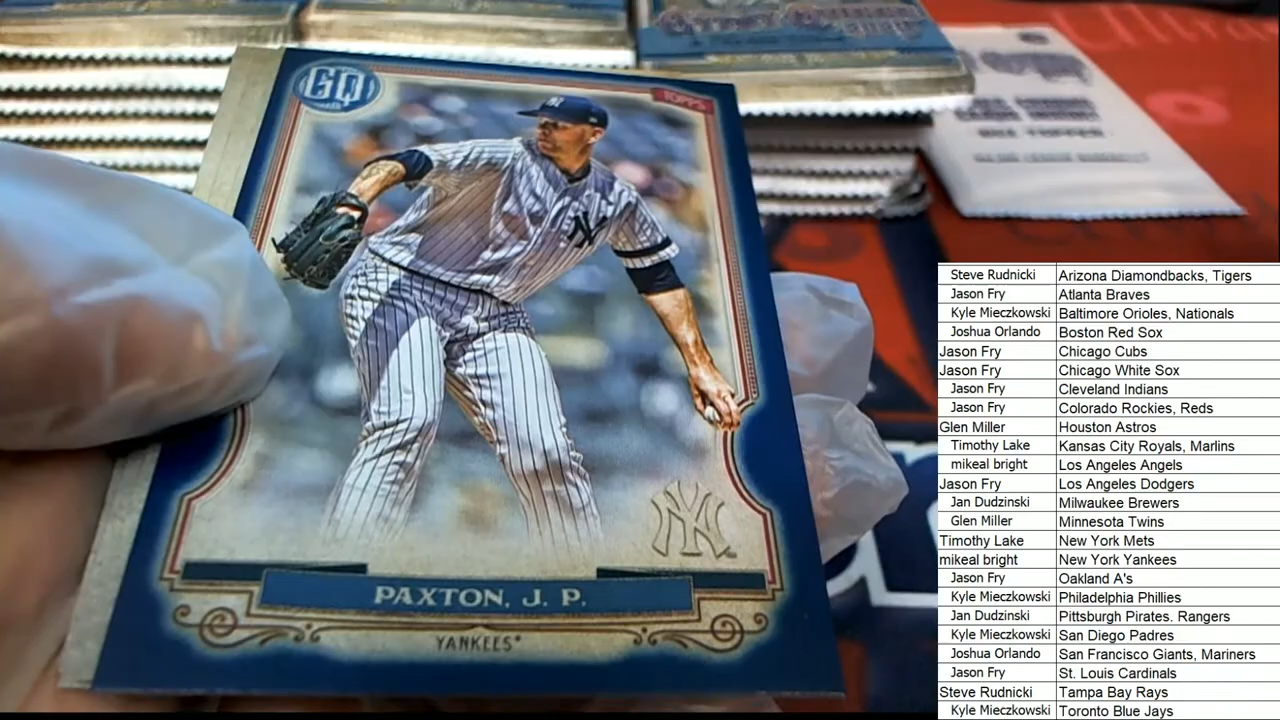 GQ
TOPPS
NY
NY
PAXTON, J. P.
YANKEES
Steve Rudnicki Arizona Diamondbacks, Tigers
Jason Fry Atlanta Braves
Kyle Mieczkowski Baltimore Orioles, Nationals
Joshua Orlando Boston Red Sox
Jason Fry Chicago Cubs
Jason Fry Chicago White Sox
Jason Fry Cleveland Indians
Jason Fry Colorado Rockies, Reds
Glen Miller Houston Astros
Timothy Lake Kansas City Royals, Marlins
mikeal bright Los Angeles Angels
Jason Fry Los Angeles Dodgers
Jan Dudzinski Milwaukee Brewers
Glen Miller Minnesota Twins
Timothy Lake New York Mets
mikeal bright New York Yankees
Jason Fry Oakland A's
Kyle Mieczkowski Philadelphia Phillies
Jan Dudzinski Pittsburgh Pirates. Rangers
Kyle Mieczkowski San Diego Padres
Joshua Orlando San Francisco Giants, Mariners
Jason Fry St. Louis Cardinals
Steve Rudnicki Tampa Bay Rays
Kyle Mieczkowski Toronto Blue Jays